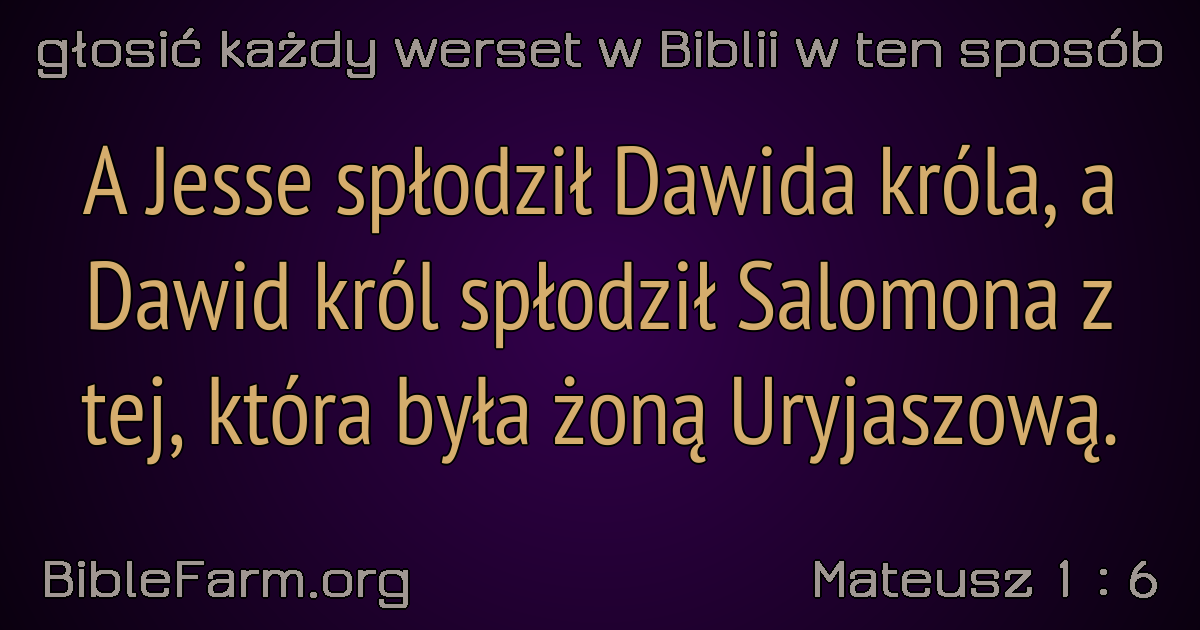 głosić każdy werset w Biblii w ten sposób
A Jesse spłodził Dawida króla, a
Dawid król spłodził Salomona z
tej, która była żoną Uryjaszową.
BibleFarm.org
Mateusz 1 : 6